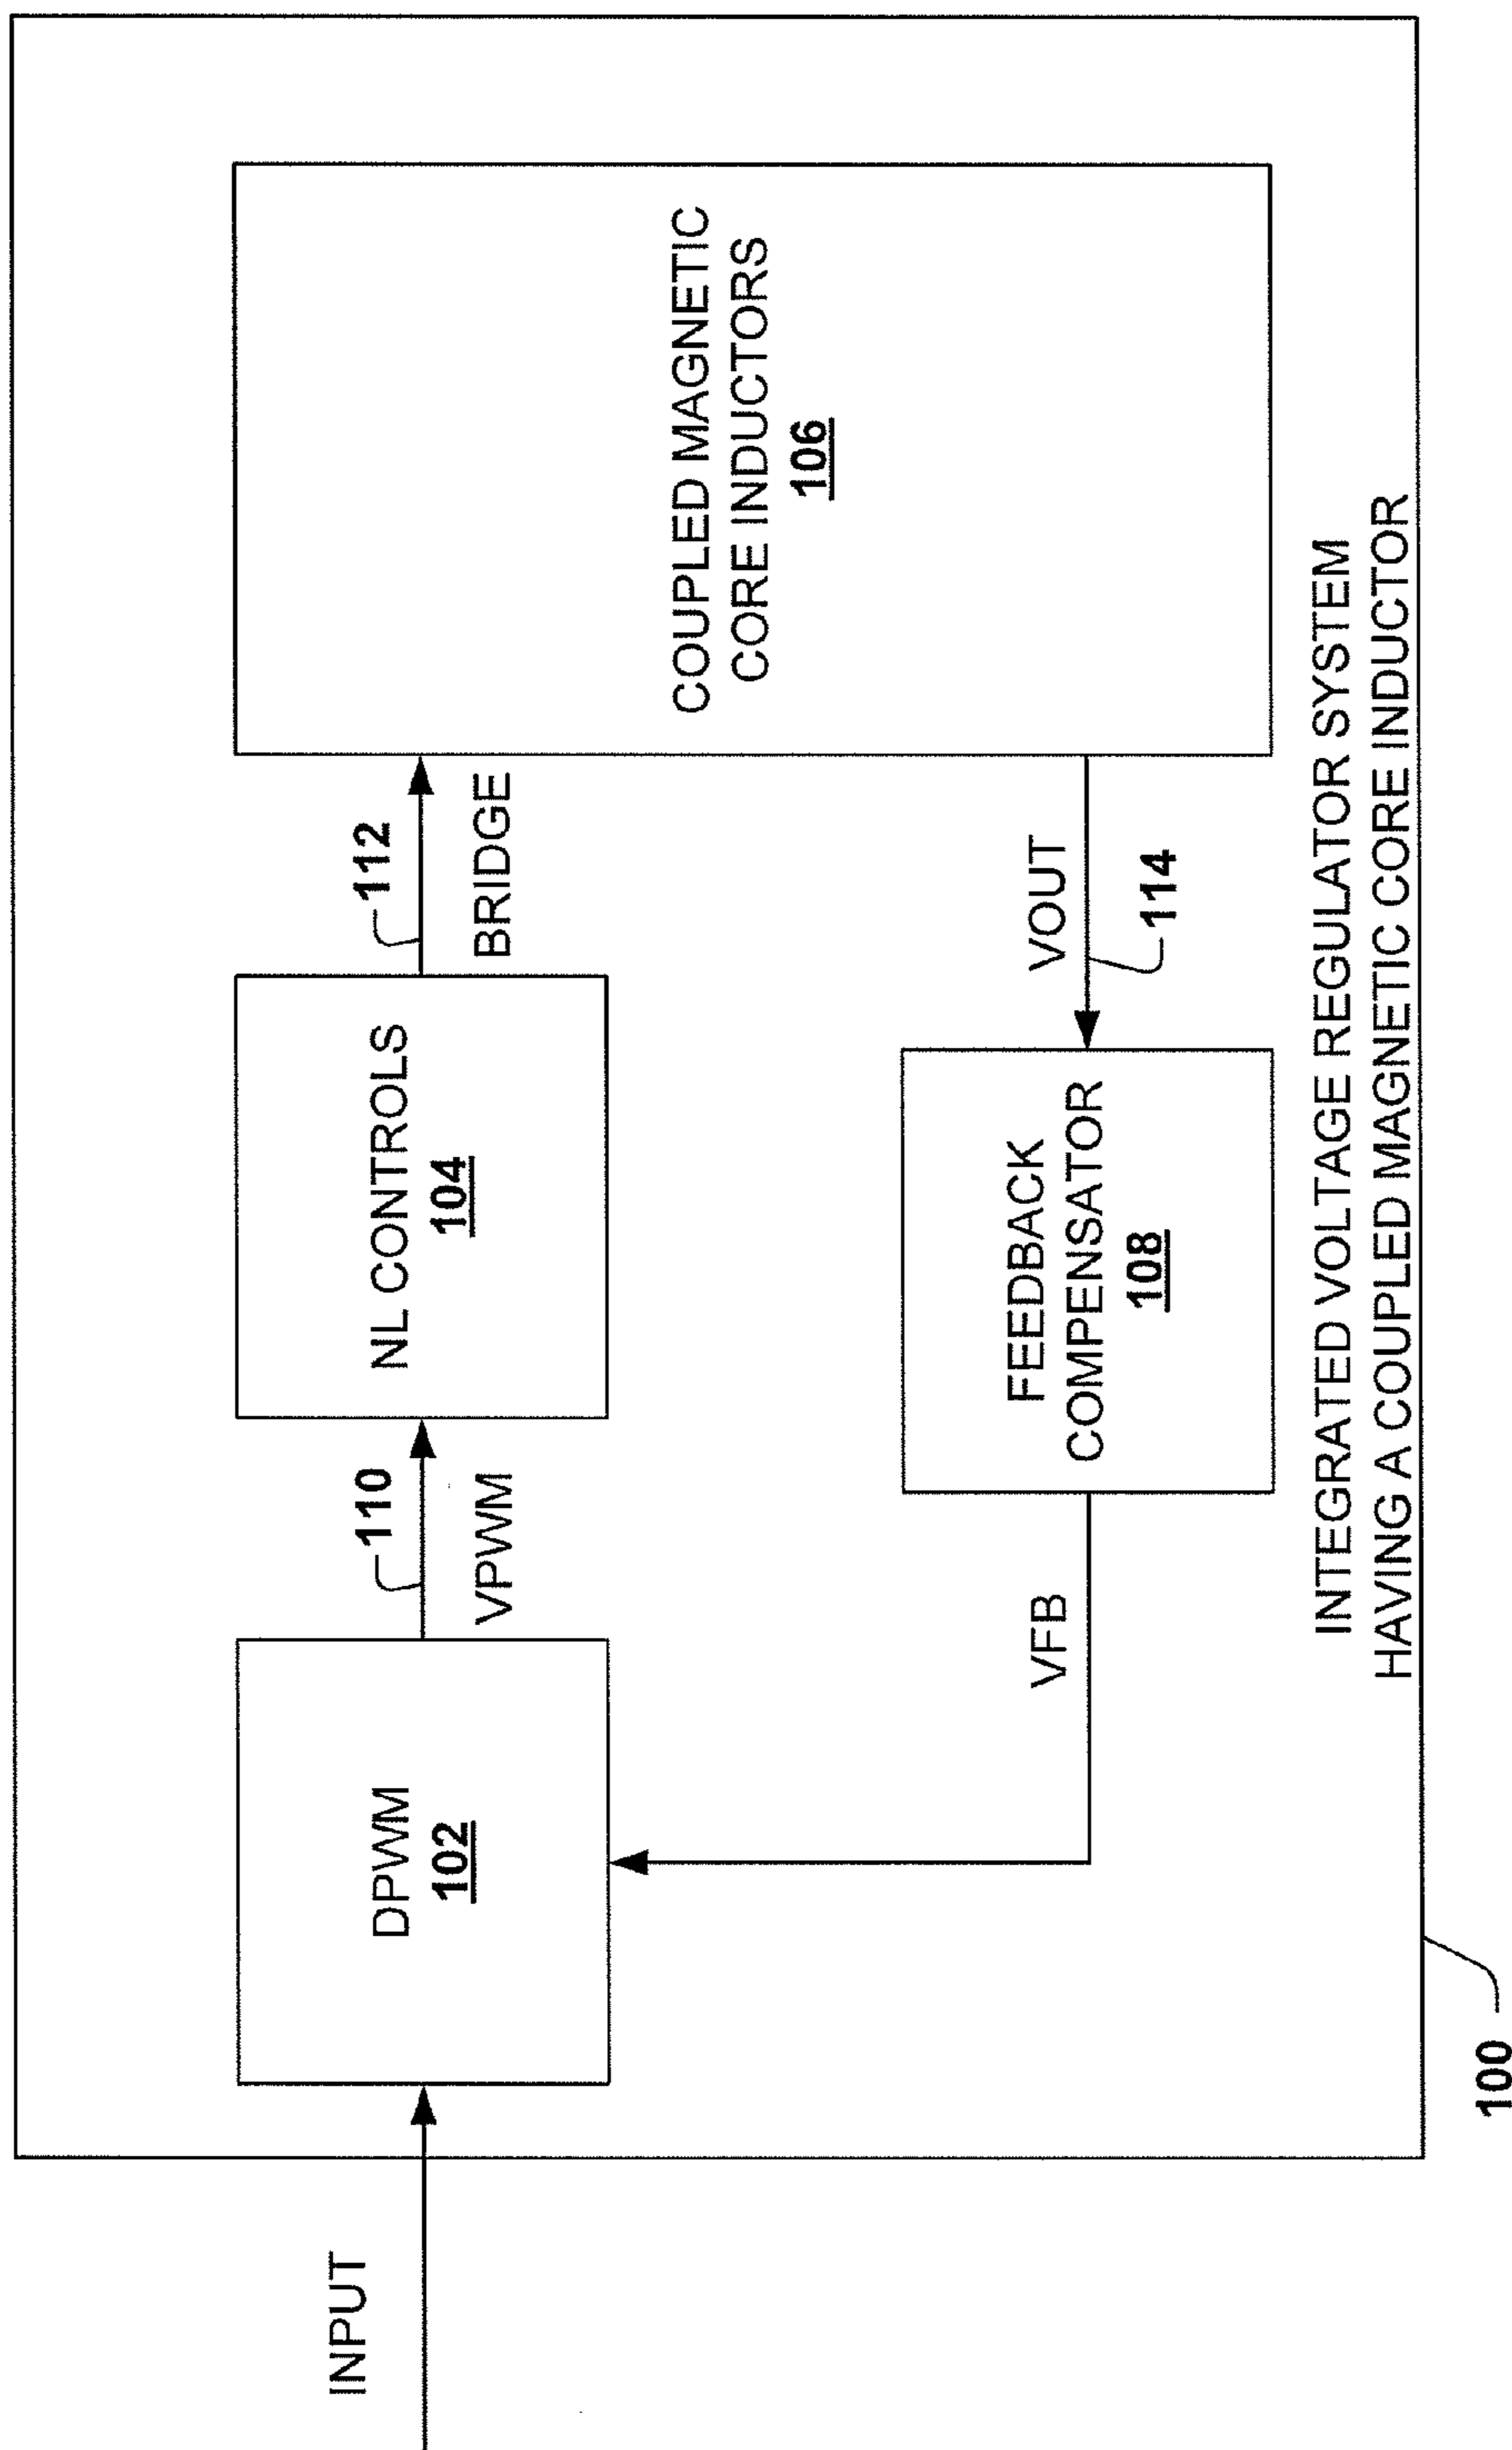 INPUT
DPWM
102
110
VPWM
NL CONTROLS
104
112
BRIDGE
COUPLED MAGNETIC
CORE INDUCTORS
106
VFB
FEEDBACK
COMPENSATOR
108
VOUT
114
INTEGRATED VOLTAGE REGULATOR SYSTEM
HAVING A COUPLED MAGNETIC CORE INDUCTOR
100